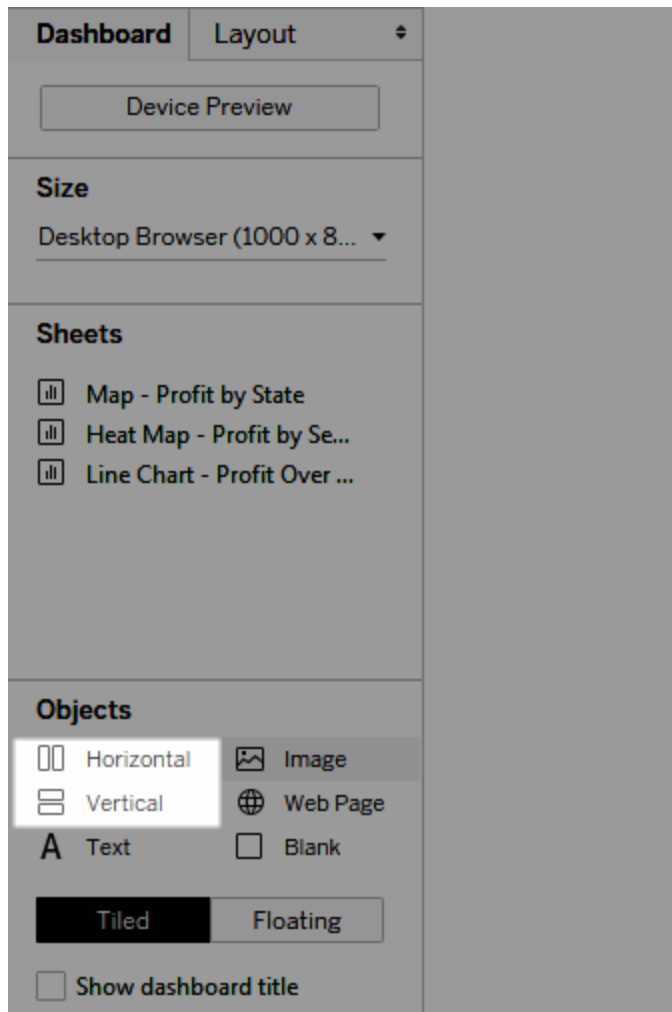 Dashboard Layout
Device Preview
Size
Desktop Browser (1000 x 8...
Sheets
Map - Profit by State
Heat Map - Profit by Se...
Line Chart - Profit Over ...
Objects
Horizontal Image
Vertical Web Page
A Text Blank
Tiled Floating
Show dashboard title